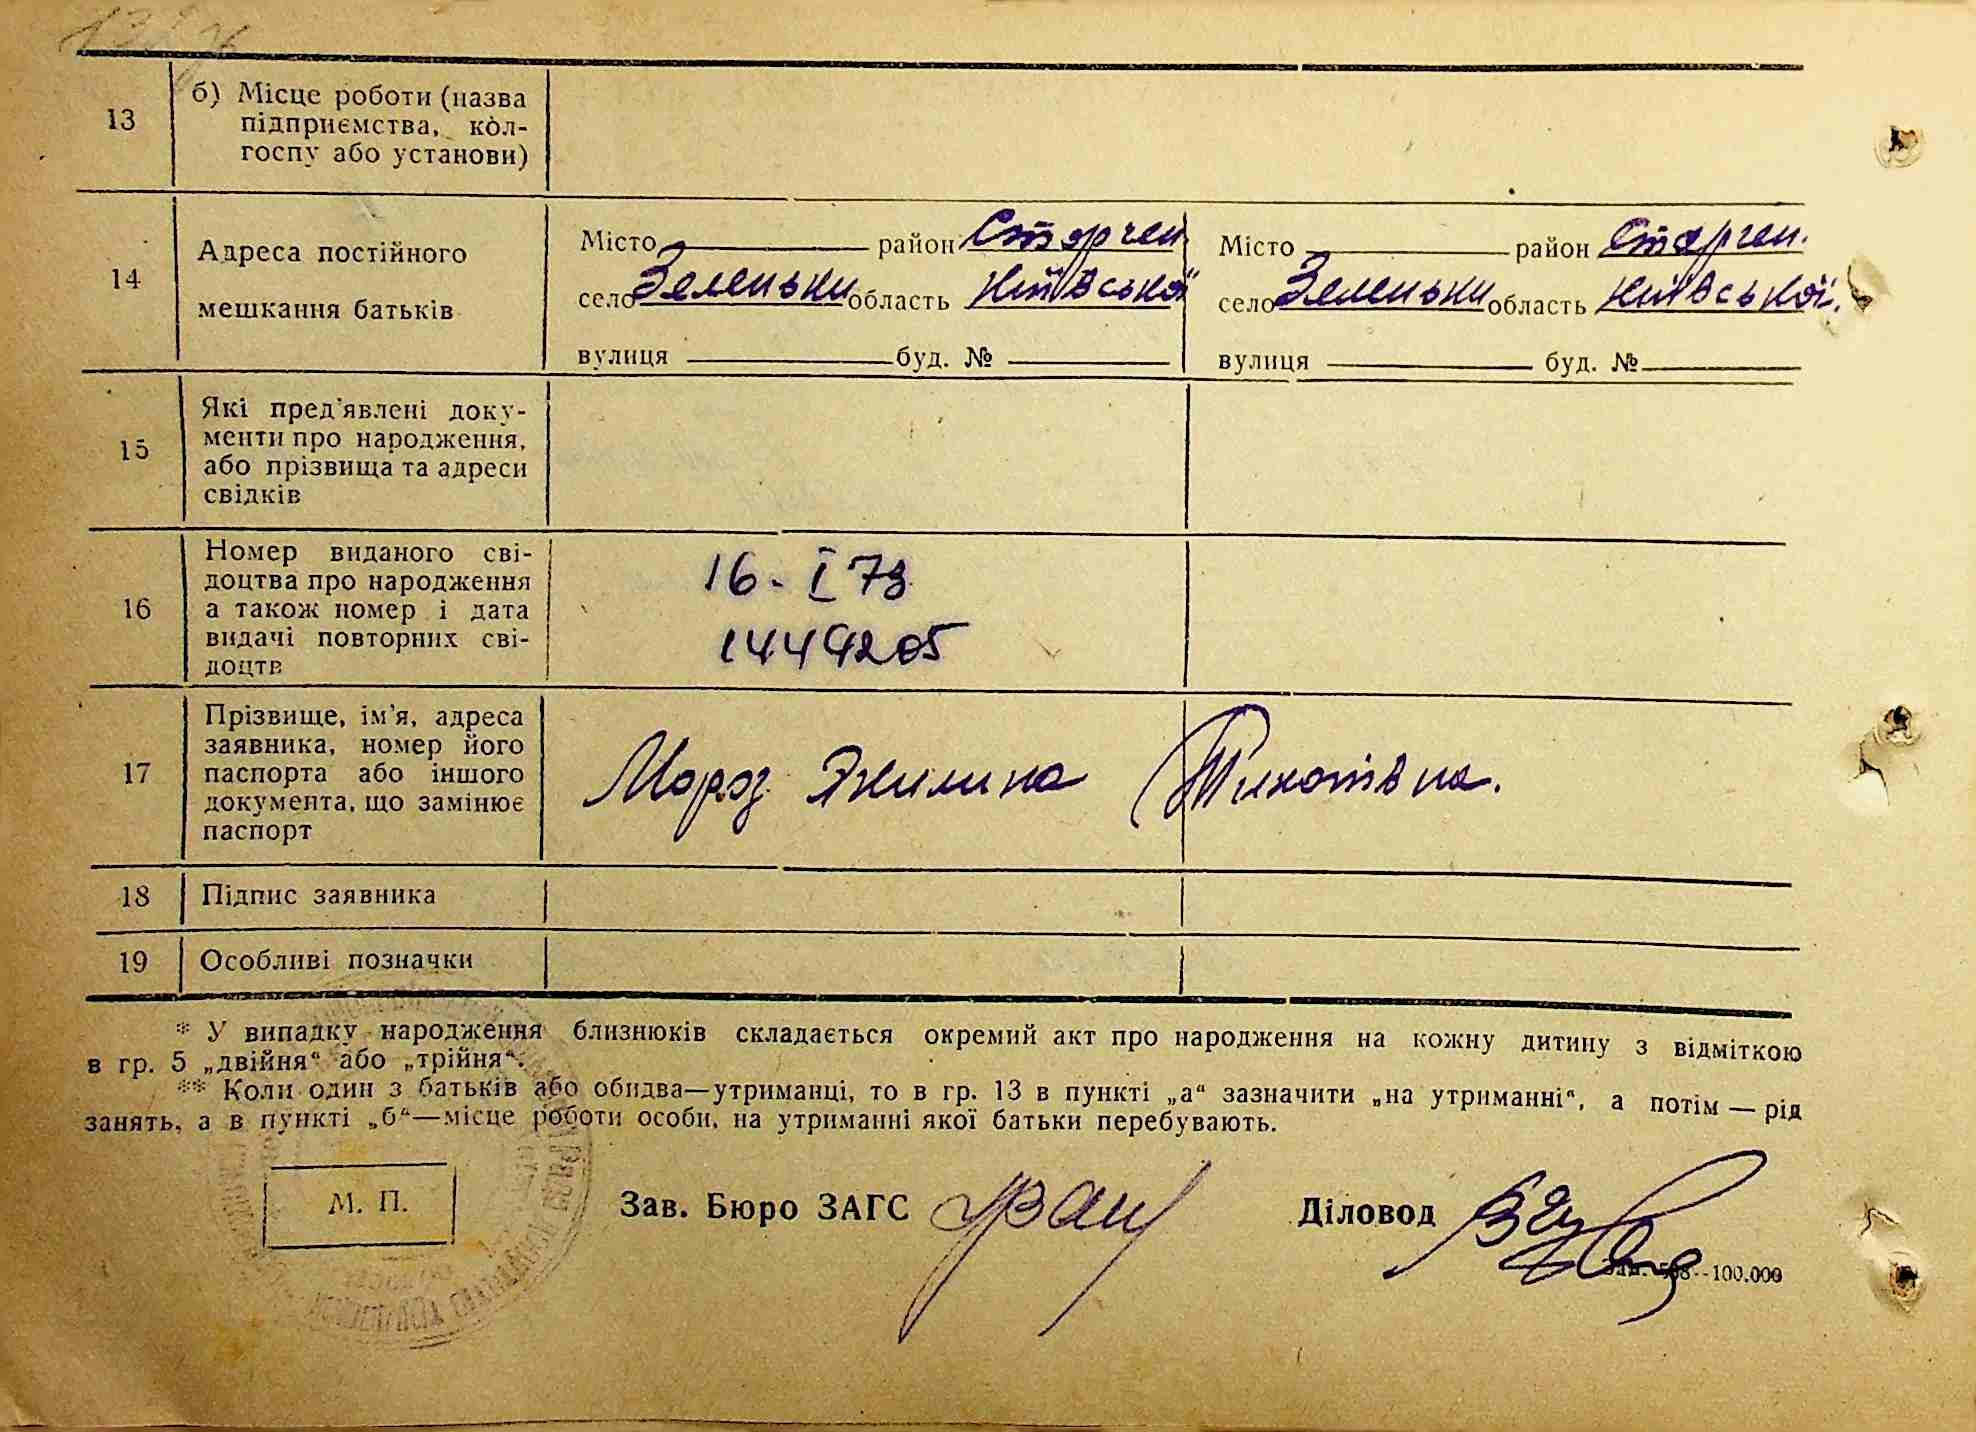 13
б) Місце роботи (назва
підприємства, кол-
госпу або установи)
14
Адреса постійного
мешкання батьків
Місто район Старчен
село Зеленьки область Київської
вулиця буд. №
Місто район Старчен.
село Зеленьки область Київської.
вулиця буд. №
15
Які пред'явлені доку-
менти про народження,
або прізвища та адреси
свідків
16
Номер виданого сві-
доцтва про народження
а також номер і дата
видачі повторних сві-
доцтв
16-I 73
1449205
17
Прізвище, ім'я, адреса
заявника, номер його
паспорта або іншого
документа, що замінює
паспорт
Мороз Якилина
18
Підпис заявника
19
Особливі позначки
* У випадку народження близнюків складається окремий акт про народження на кожну дитину з відміткою
в гр. 5 „двійня“ або „трійня“.
** Коли один з батьків або обидва—утриманці, то в гр. 13 в пункті „а“ зазначити „на утриманні“, а потім — рід
занять, а в пункті „б“—місце роботи особи, на утриманні якої батьки перебувають.
М. П.
Зав. Бюро ЗАГС
Діловод
100.000